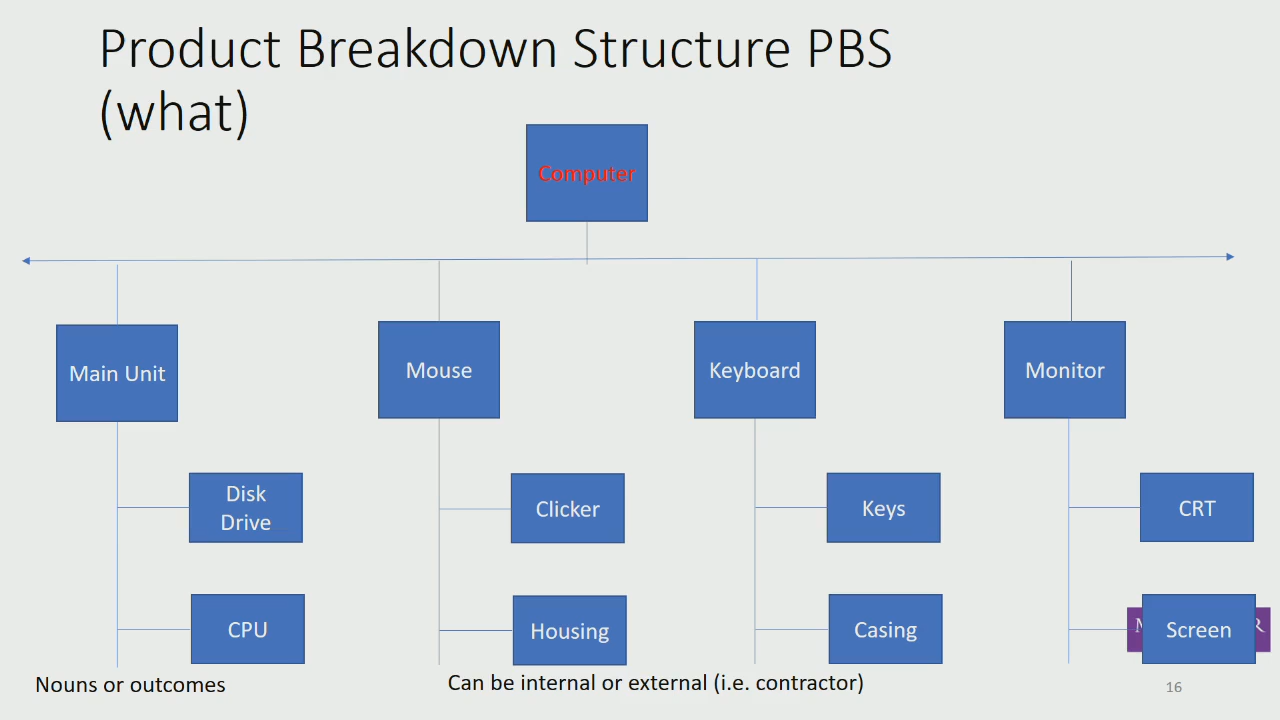 Product Breakdown Structure PBS
(what)
Computer
Main Unit
Mouse
Keyboard
Monitor
Disk
Drive
Clicker
Keys
CRT
CPU
Housing
Casing
Screen
Nouns or outcomes
Can be internal or external (i.e. contractor)
16